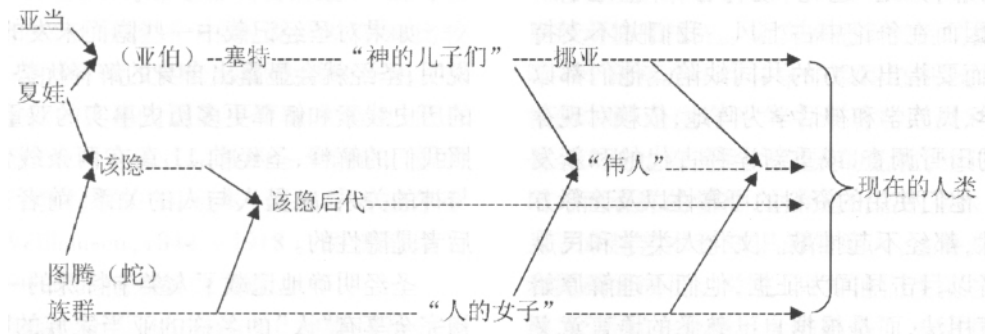 亚当
（亚伯） 塞特 “神的儿子们” 挪亚
夏娃
该隐 “伟人” 现在的人类
该隐后代
图腾（蛇）
族群 “人的女子”